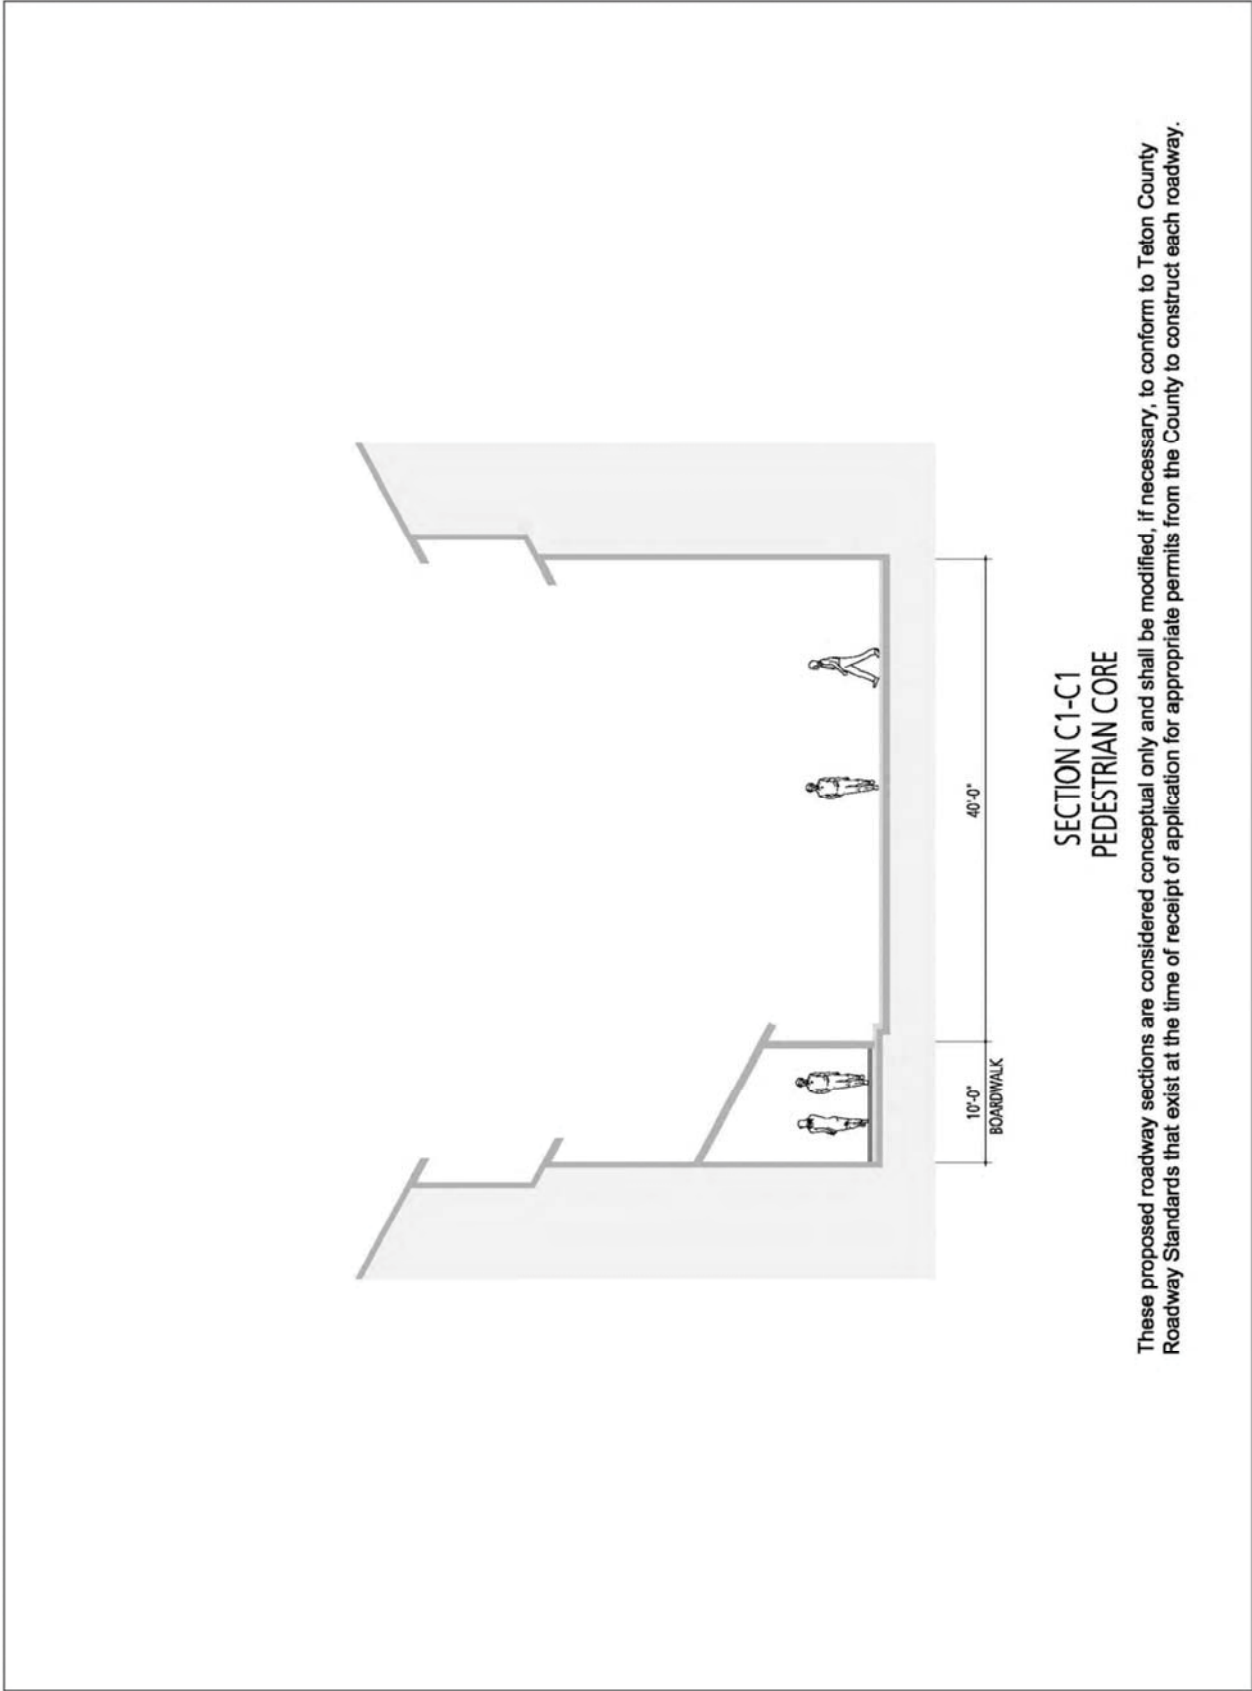 10'-0"
BOARDWALK
40'-0"
SECTION C1-C1
PEDESTRIAN CORE
These proposed roadway sections are considered conceptual only and shall be modified, if necessary, to conform to Teton County
Roadway Standards that exist at the time of receipt of application for appropriate permits from the County to construct each roadway.